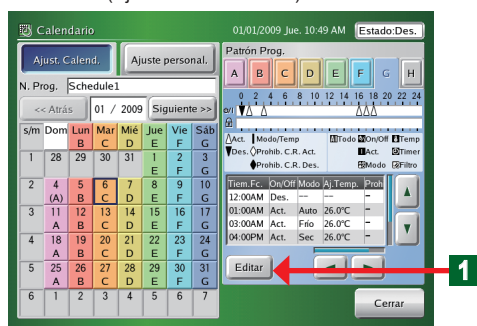 Calendario 01/01/2009 Jue. 10:49 AM Estado:Des.
Ajust. Calend. Ajuste personal.
N. Prog. Schedule1
<< Atrás 01 / 2009 Siguiente >>
s/m Dom Lun Mar Mié Jue Vie Sáb
B C D E F G
1 28 29 30 31 1 2 3
E F G
2 4 5 6 7 8 9 10
(A) B C D E F G
3 11 12 13 14 15 16 17
A B C D E F G
4 18 19 20 21 22 23 24
A B C D E F G
5 25 26 27 28 29 30 31
A B C D E F G
6 1 2 3 4 5 6 7
Patrón Prog.
A B C D E F G H
0 2 4 6 8 10 12 14 16 18 20 22 24
Act. Modo/Temp Todo On/Off Temp
Des. Prohib. C.R. Act. Act. Timer
Prohib. C.R. Des. Modo Filtro
Tiem.Fc. On/Off Modo Aj.Temp. Proh
12:00AM Des. -- -- --
01:00AM Act. Auto 26.0°C --
03:00AM Act. Frío 26.0°C --
04:00PM Act. Sec 26.0°C --
Editar
1
Cerrar